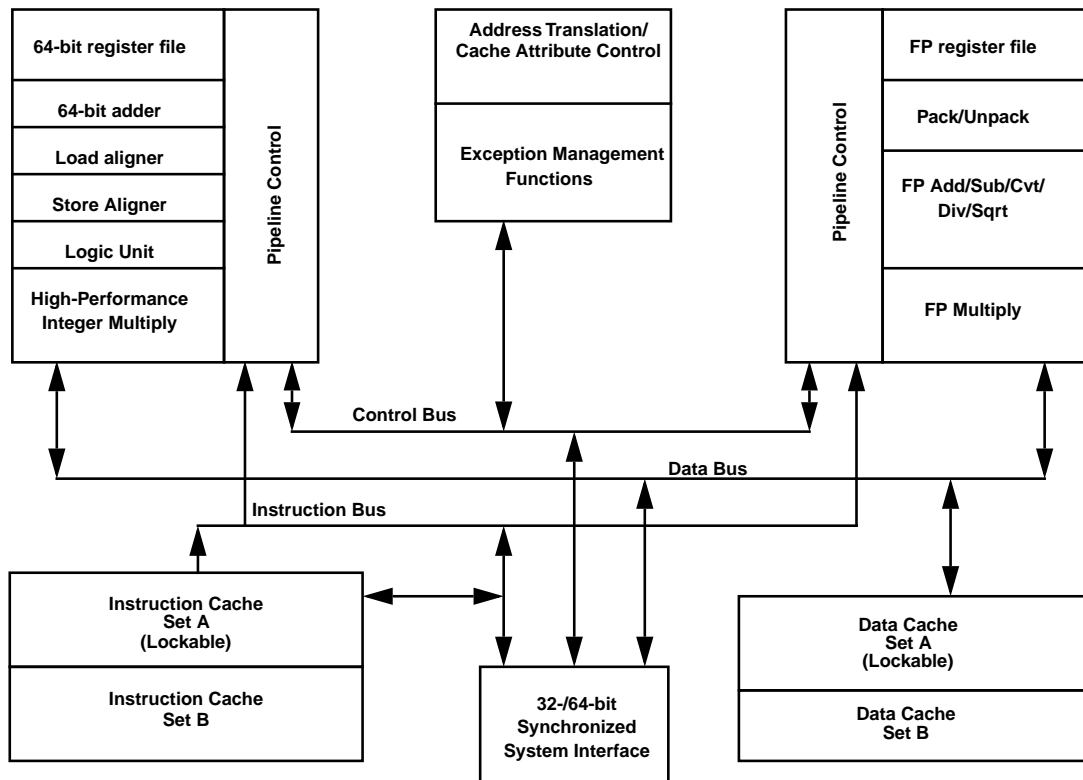 64-bit register file
64-bit adder
Load aligner
Store Aligner
Logic Unit
High-Performance
Integer Multiply
Pipeline Control
Address Translation/
Cache Attribute Control
Exception Management
Functions
Pipeline Control
FP register file
Pack/Unpack
FP Add/Sub/Cvt/
Div/Sqrt
FP Multiply
Control Bus
Data Bus
Instruction Bus
Instruction Cache
Set A
(Lockable)
Instruction Cache
Set B
32-/64-bit
Synchronized
System Interface
Data Cache
Set A
(Lockable)
Data Cache
Set B